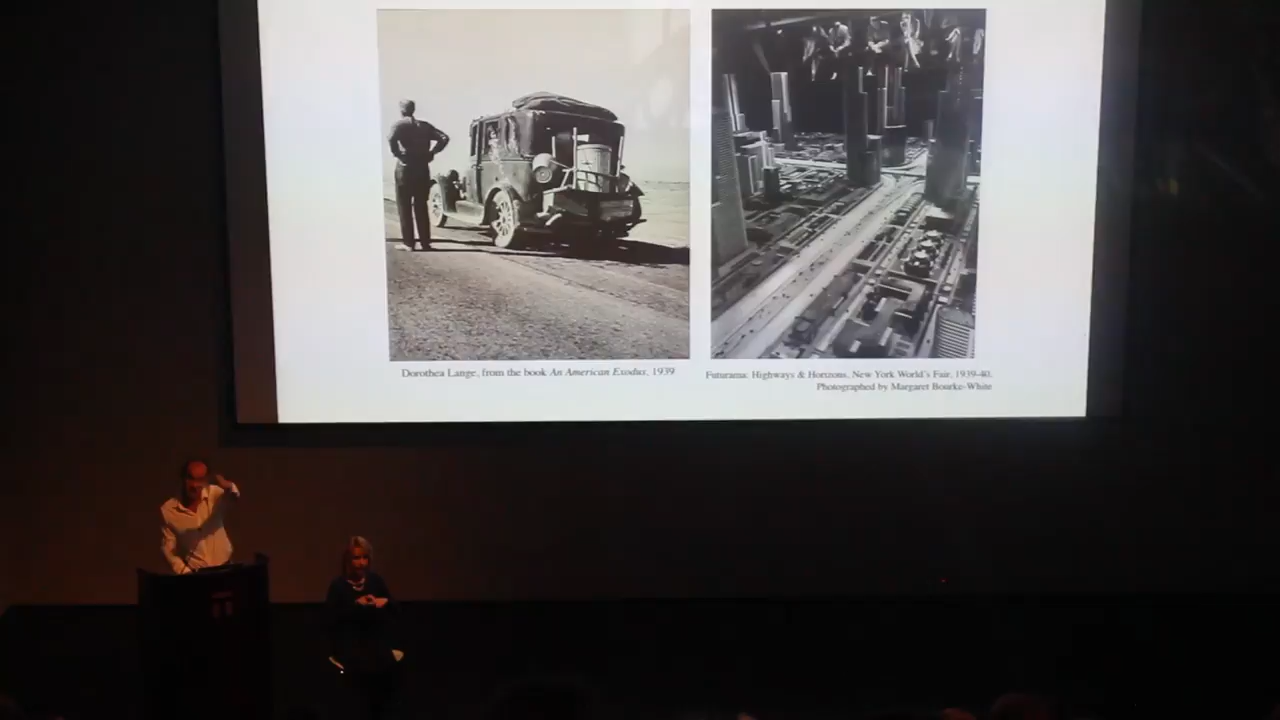 Dorothea Lange, from the book An American Exodus, 1939
Futurama: Highways & Horizons, New York World's Fair, 1939-40;
Photographed by Margaret Bourke-White